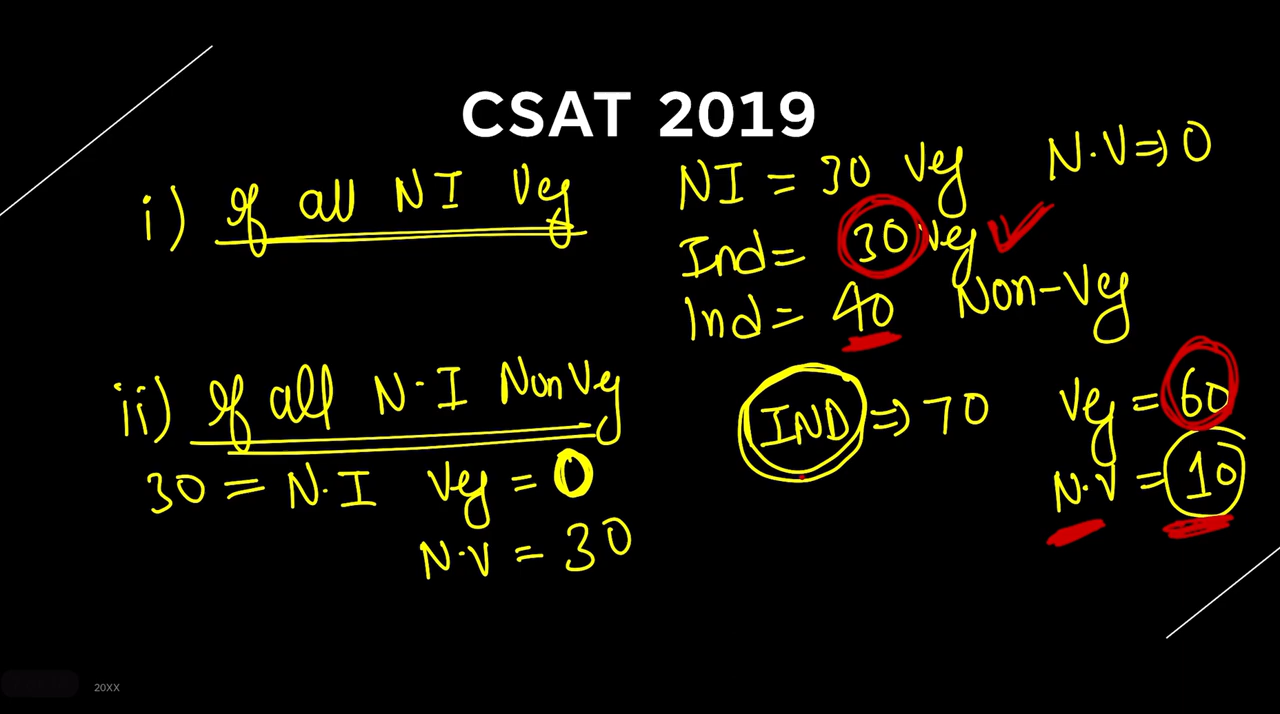 CSAT 2019
i) If all NI Veg
NI = 30 Veg N.V => 0
Ind = 30 Veg
Ind = 40 Non-Veg
ii) If all N.I Non Veg
30 = N.I Veg = 0
N.V = 30
IND => 70
Veg = 60
N.V = 10
20XX